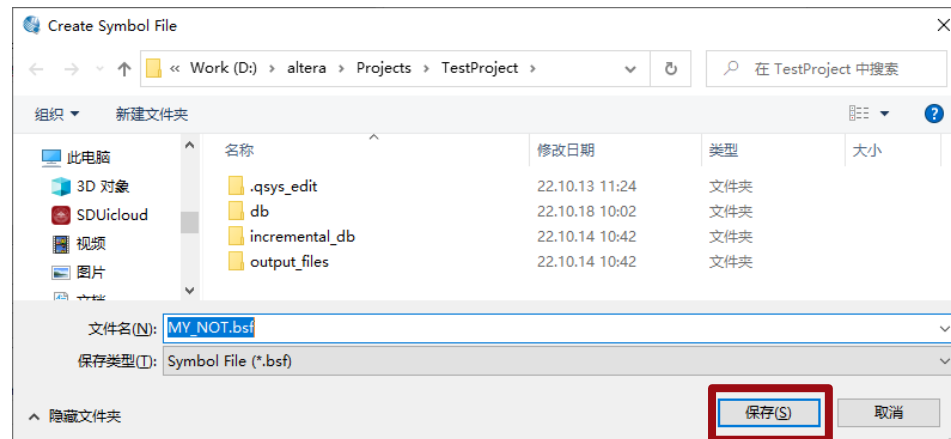 Create Symbol File
« Work (D:) › altera › Projects › TestProject ›
在 TestProject 中搜索
组织
新建文件夹
名称 修改日期 类型 大小
此电脑
3D 对象
SDUicloud
视频
图片
.qsys_edit 22.10.13 11:24 文件夹
db 22.10.18 10:02 文件夹
incremental_db 22.10.14 10:42 文件夹
output_files 22.10.14 10:42 文件夹
文件名(N): MY_NOT.bsf
保存类型(T): Symbol File (*.bsf)
隐藏文件夹
保存(S) 取消